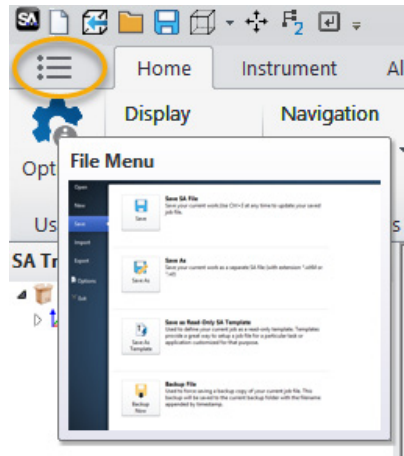 SA
2
Home Instrument Al
Display Navigation
Opt
File Menu
Us
s
SA Tr
Open
New
Save
Import
Export
Options
Exit
Save SA File
Save your current work.Use Ctrl+S at any time to update your saved
job file.
Save
Save As
Save your current work as a separate SA file (with extension ".xit64 or
".xit)
Save As
Save as Read-Only SA Template
Used to define your current job as a read-only template. Templates
provide a great way to setup a job file for a particular task or
application customized for that purpose.
Save As
Template
Backup File
Used to force saving a backup copy of your current job file. This
backup will be saved to the current backup folder with the filename
appended by timestamp.
Backup
Now